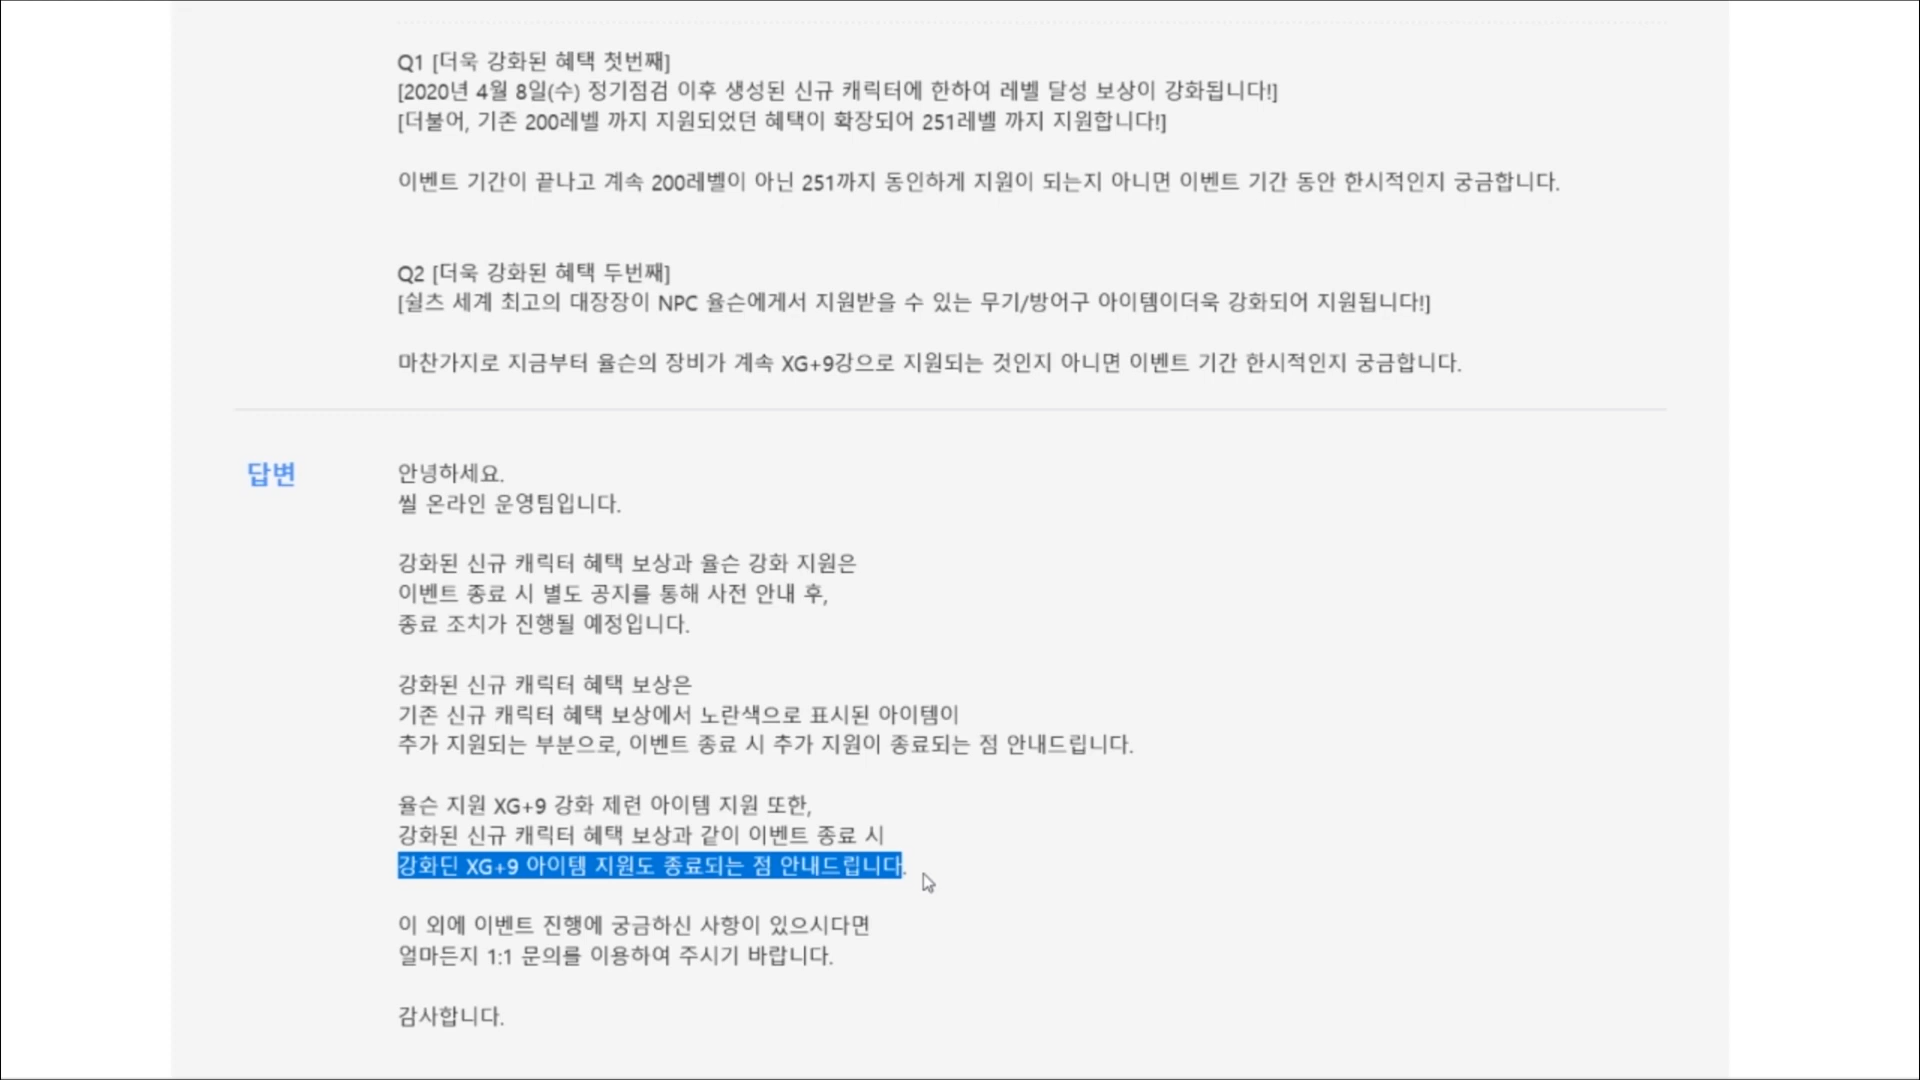 Q1 [더욱 강화된 혜택 첫번째]
[2020년 4월 8일(수) 정기점검 이후 생성된 신규 캐릭터에 한하여 레벨 달성 보상이 강화됩니다!]
[더불어, 기존 200레벨 까지 지원되었던 혜택이 확장되어 251레벨 까지 지원합니다!]
이벤트 기간이 끝나고 계속 200레벨이 아닌 251까지 동인하게 지원이 되는지 아니면 이벤트 기간 동안 한시적인지 궁금합니다.
Q2 [더욱 강화된 혜택 두번째]
[쉴츠 세계 최고의 대장장이 NPC 율슨에게서 지원받을 수 있는 무기/방어구 아이템이더욱 강화되어 지원됩니다!]
마찬가지로 지금부터 율슨의 장비가 계속 XG+9강으로 지원되는 것인지 아니면 이벤트 기간 한시적인지 궁금합니다.
답변
안녕하세요.
씰 온라인 운영팀입니다.
강화된 신규 캐릭터 혜택 보상과 율슨 강화 지원은
이벤트 종료 시 별도 공지를 통해 사전 안내 후,
종료 조치가 진행될 예정입니다.
강화된 신규 캐릭터 혜택 보상은
기존 신규 캐릭터 혜택 보상에서 노란색으로 표시된 아이템이
추가 지원되는 부분으로, 이벤트 종료 시 추가 지원이 종료되는 점 안내드립니다.
율슨 지원 XG+9 강화 제련 아이템 지원 또한,
강화된 신규 캐릭터 혜택 보상과 같이 이벤트 종료 시
강화딘 XG+9 아이템 지원도 종료되는 점 안내드립니다.
이 외에 이벤트 진행에 궁금하신 사항이 있으시다면
얼마든지 1:1 문의를 이용하여 주시기 바랍니다.
감사합니다.